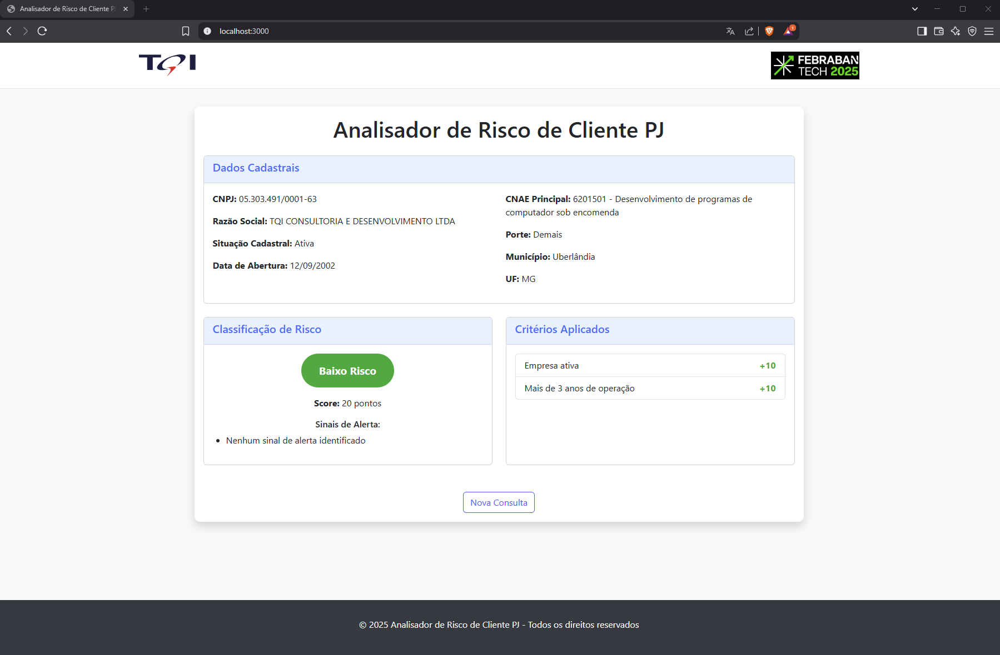 Analisador de Risco de Cliente PJ
localhost:3000
1
TQI
FEBRABAN
TECH 2025
Analisador de Risco de Cliente PJ
Dados Cadastrais
CNPJ: 05.303.491/0001-63
Razão Social: TQI CONSULTORIA E DESENVOLVIMENTO LTDA
Situação Cadastral: Ativa
Data de Abertura: 12/09/2002
CNAE Principal: 6201501 - Desenvolvimento de programas de
computador sob encomenda
Porte: Demais
Município: Uberlândia
UF: MG
Classificação de Risco
Baixo Risco
Score: 20 pontos
Sinais de Alerta:
• Nenhum sinal de alerta identificado
Critérios Aplicados
Empresa ativa +10
Mais de 3 anos de operação +10
Nova Consulta
© 2025 Analisador de Risco de Cliente PJ - Todos os direitos reservados